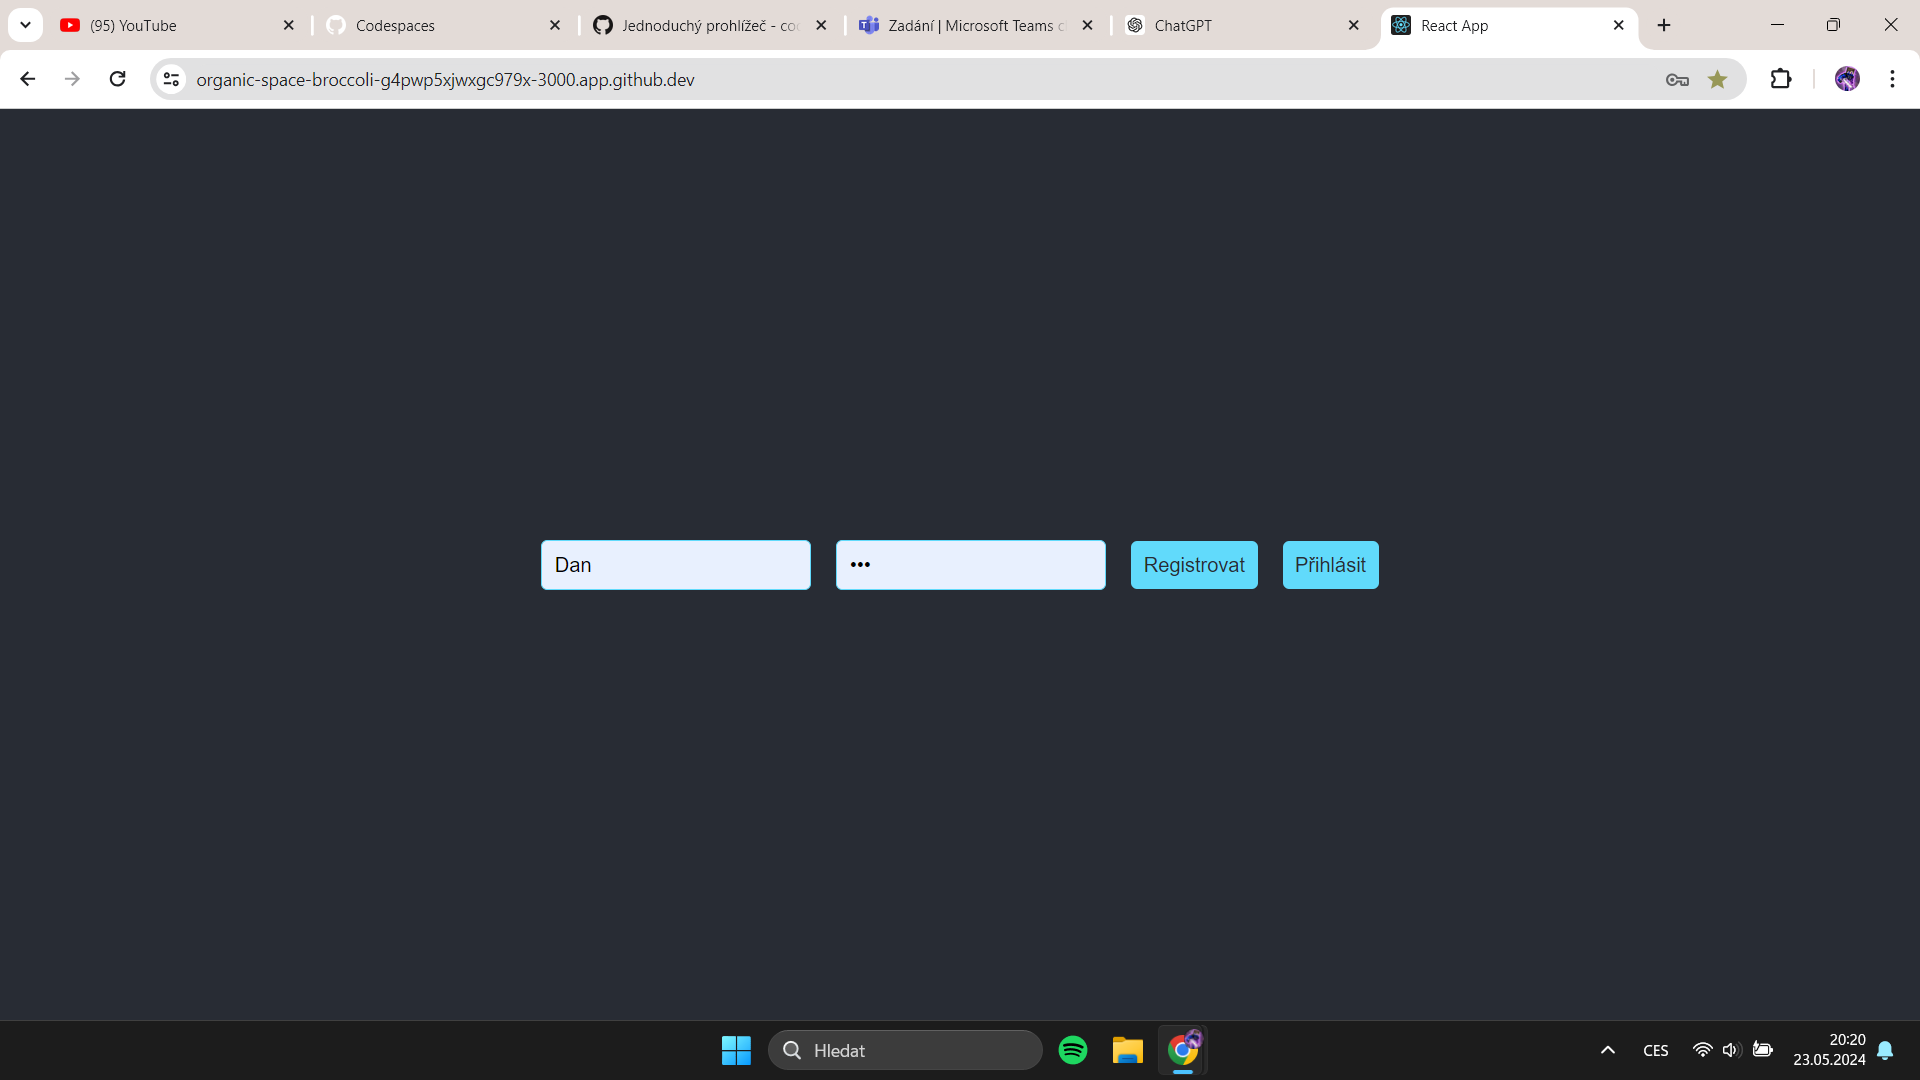 (95) YouTube
Codespaces
Jednoduchý prohlížeč - co
Zadání | Microsoft Teams c
ChatGPT
React App
organic-space-broccoli-g4pwp5xjwxgc979x-3000.app.github.dev
Dan
•••
Registrovat
Přihlásit
Hledat
CES
20:20
23.05.2024